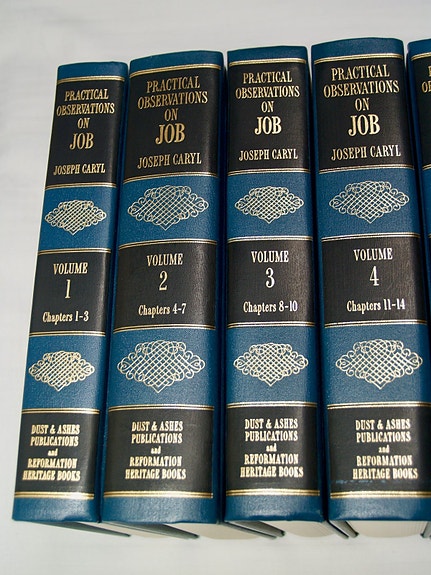 PRACTICAL
OBSERVATIONS
ON
JOB
JOSEPH CARYL
VOLUME
1
Chapters 1-3
DUST & ASHES
PUBLICATIONS
and
REFORMATION
HERITAGE BOOKS
PRACTICAL
OBSERVATIONS
ON
JOB
JOSEPH CARYL
VOLUME
2
Chapters 4-7
DUST & ASHES
PUBLICATIONS
and
REFORMATION
HERITAGE BOOKS
PRACTICAL
OBSERVATIONS
ON
JOB
JOSEPH CARYL
VOLUME
3
Chapters 8-10
DUST & ASHES
PUBLICATIONS
and
REFORMATION
HERITAGE BOOKS
PRACTICAL
OBSERVATIONS
ON
JOB
JOSEPH CARYL
VOLUME
4
Chapters 11-14
DUST & ASHES
PUBLICATIONS
and
REFORMATION
HERITAGE BOOKS